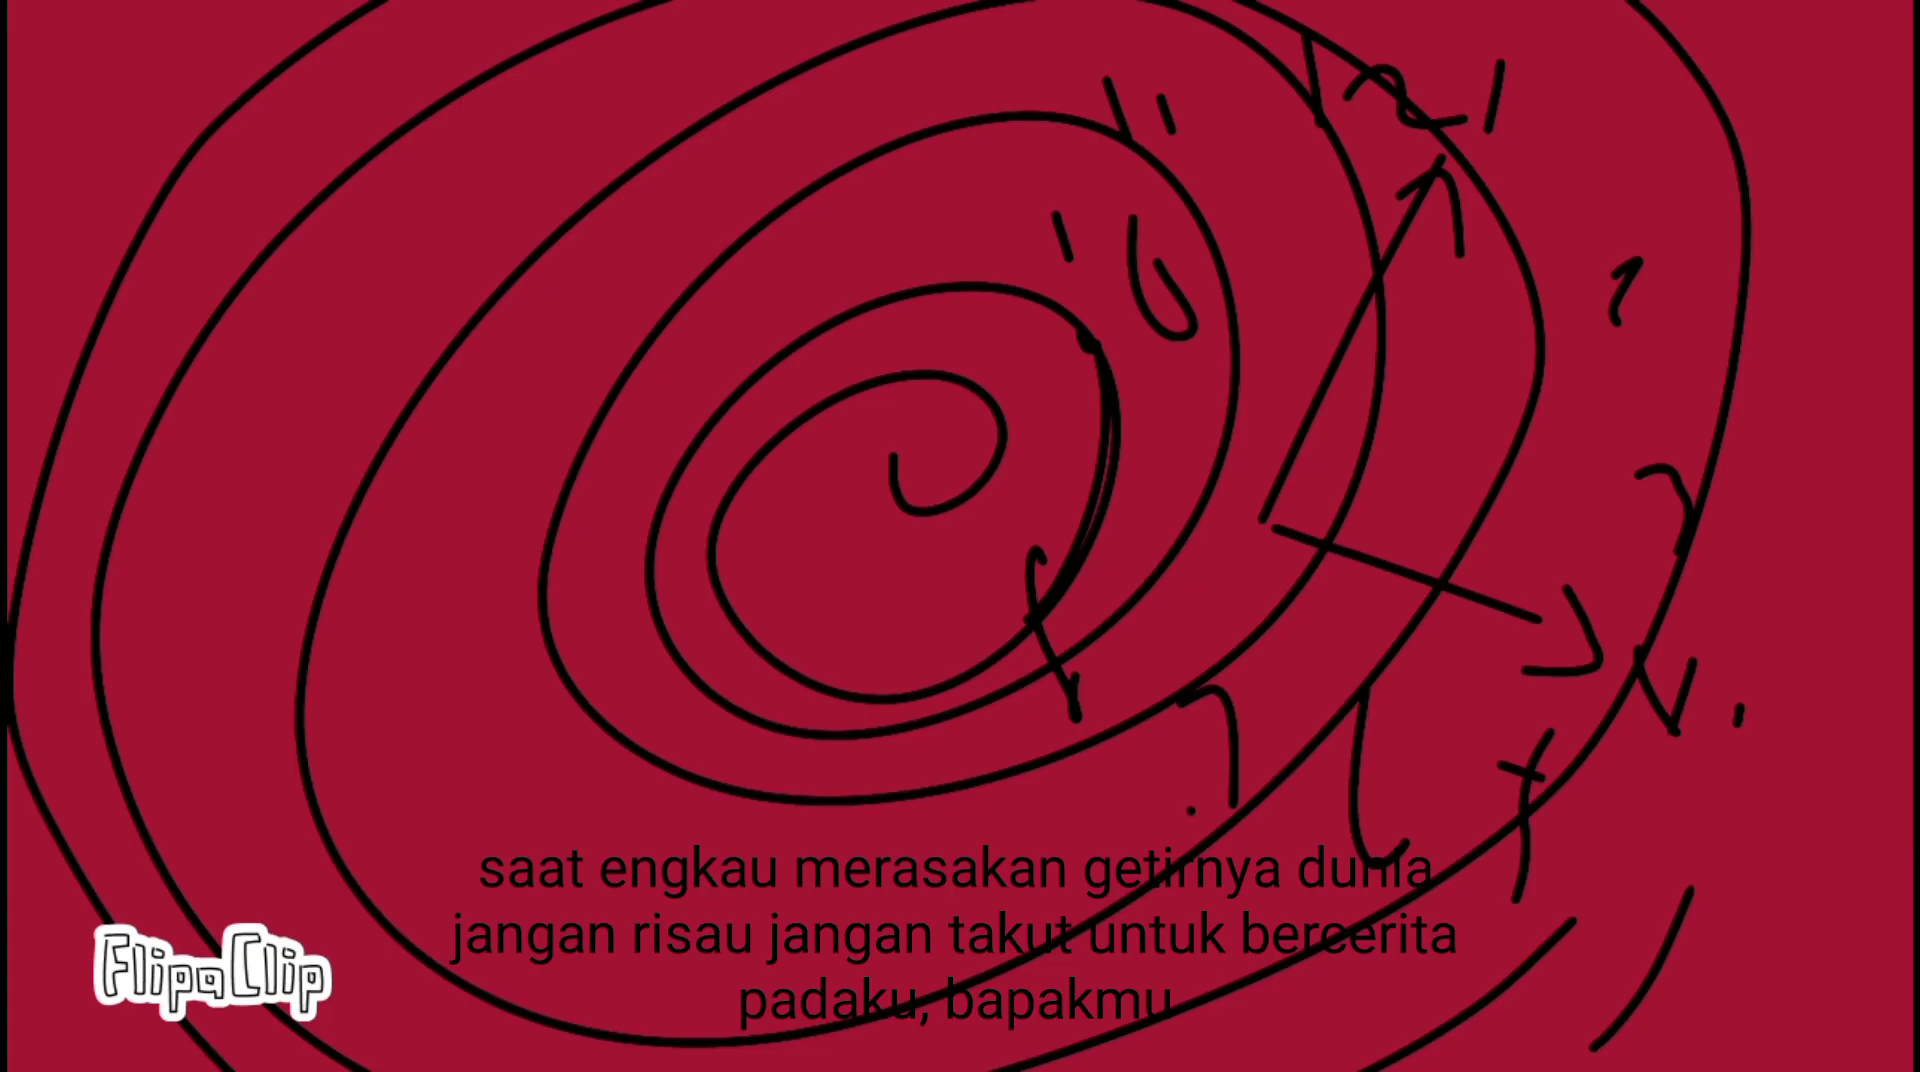 saat engkau merasakan getirnya dunia
jangan risau jangan takut untuk bercerita
padaku, bapakmu
FlipaClip